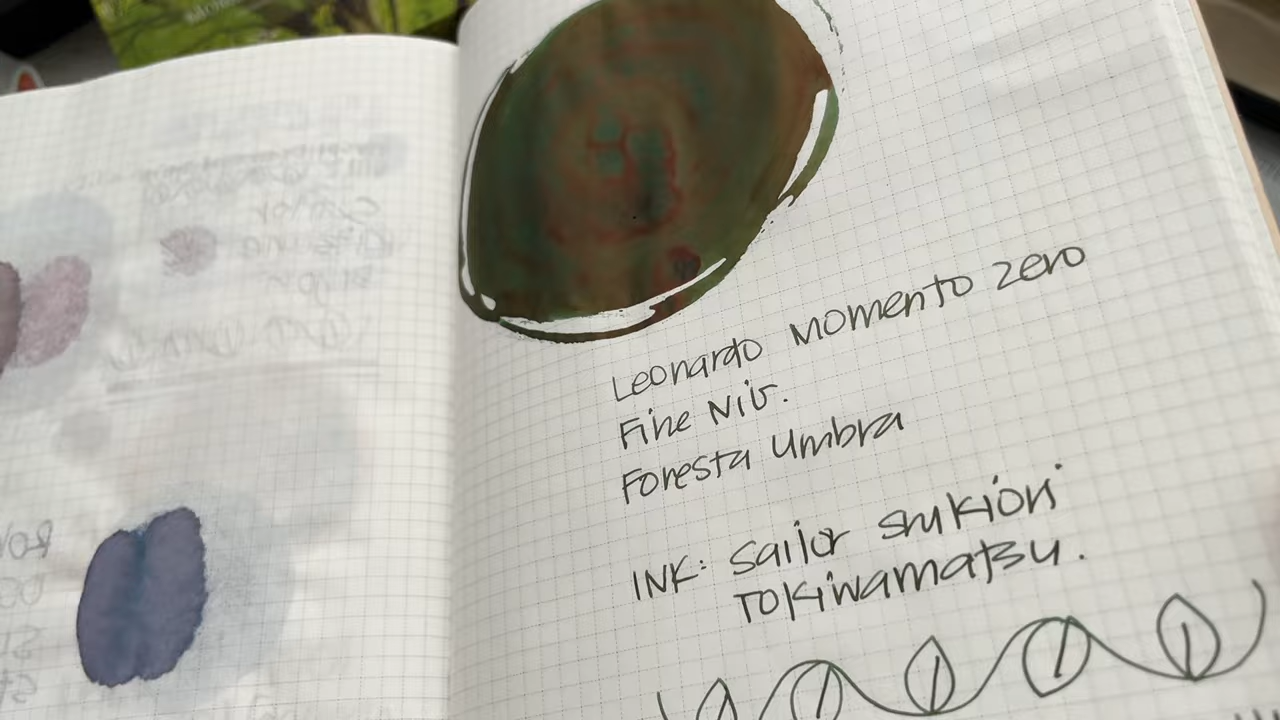 Leonardo Momento Zero
Fine Nib.
Foresta Umbra
INK: Sailor Shikiori
Tokiwamatsu.